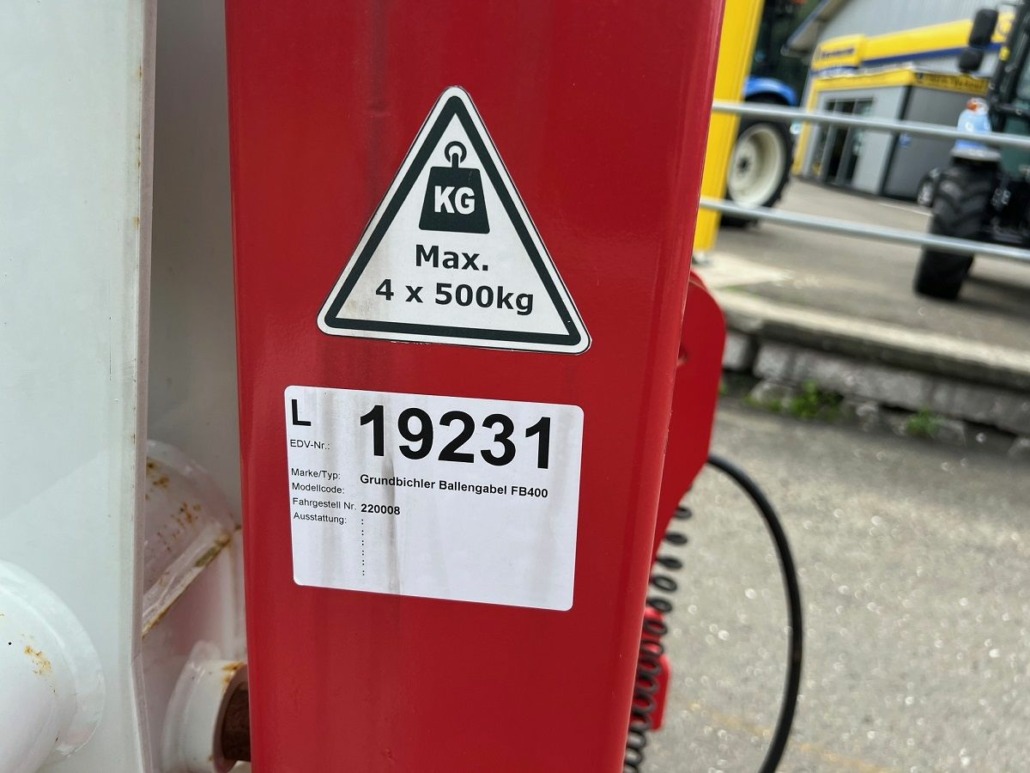 KG
Max.
4 x 500kg
L 19231
EDV-Nr.:
Marke/Typ: Grundbichler Ballengabel FB400
Modellcode:
Fahrgestell Nr. 220008
Ausstattung: :
:
:
:
:
: